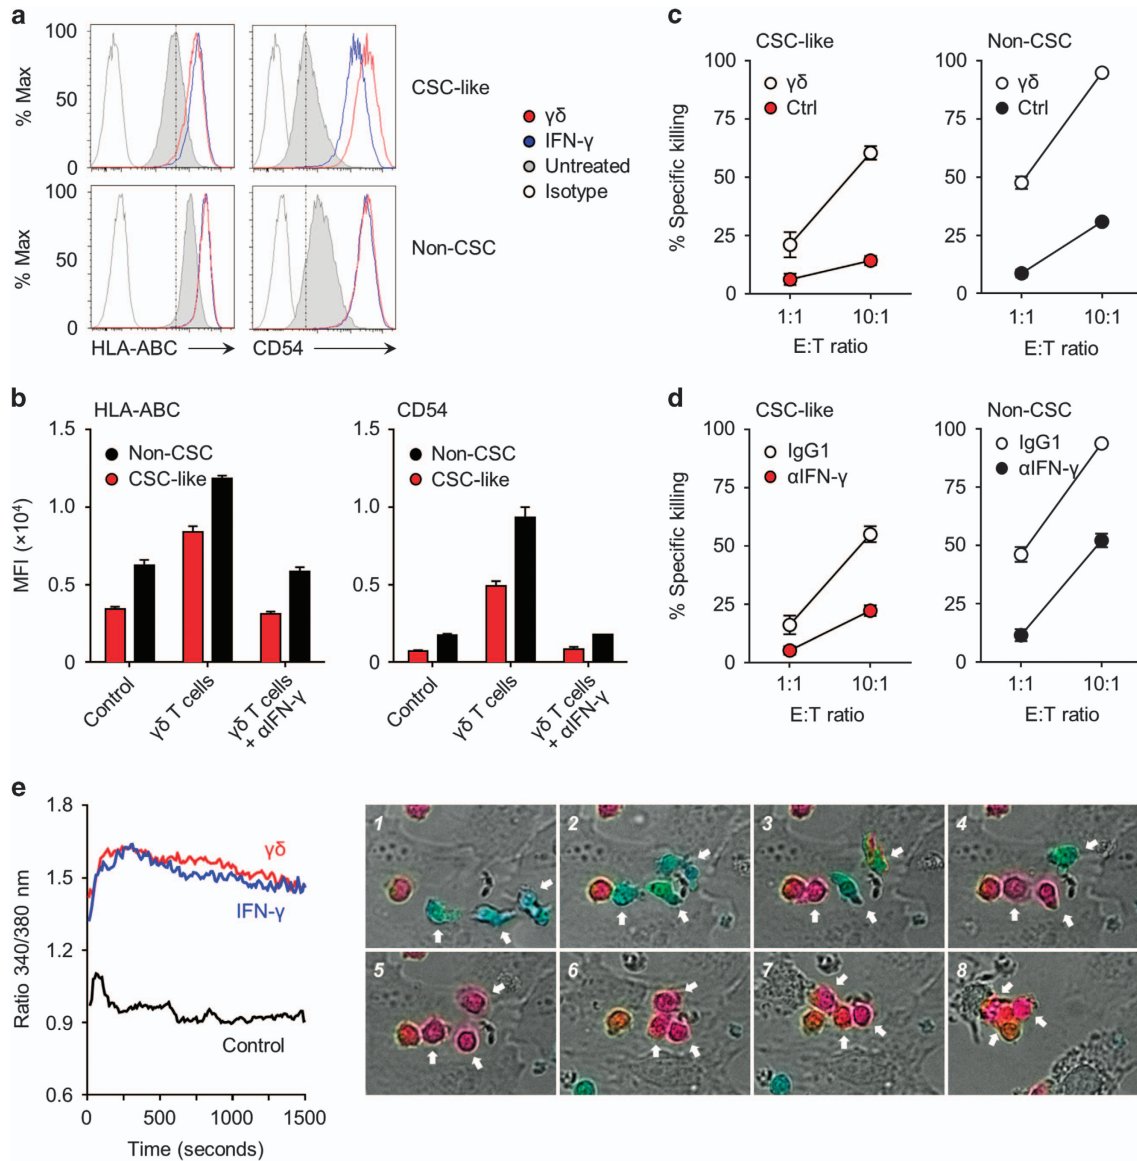 a
100
50
0
% Max
CSC-like
γδ
IFN-γ
Untreated
Isotype
100
50
0
% Max
Non-CSC
HLA-ABC
CD54
b
HLA-ABC
CD54
1.5
1.0
0.5
0
MFI (×10⁴)
Non-CSC
CSC-like
Control
γδ T cells
γδ T cells
+ αIFN-γ
1.5
1.0
0.5
0
Non-CSC
CSC-like
Control
γδ T cells
γδ T cells
+ αIFN-γ
c
CSC-like
Non-CSC
100
75
50
25
0
% Specific killing
γδ
Ctrl
1:1
10:1
E:T ratio
100
75
50
25
0
γδ
Ctrl
1:1
10:1
E:T ratio
d
CSC-like
Non-CSC
100
75
50
25
0
% Specific killing
IgG1
αIFN-γ
1:1
10:1
E:T ratio
100
75
50
25
0
IgG1
αIFN-γ
1:1
10:1
E:T ratio
e
1.8
1.5
1.2
0.9
0.6
Ratio 340/380 nm
γδ
IFN-γ
Control
0
500
1000
1500
Time (seconds)
1
2
3
4
5
6
7
8